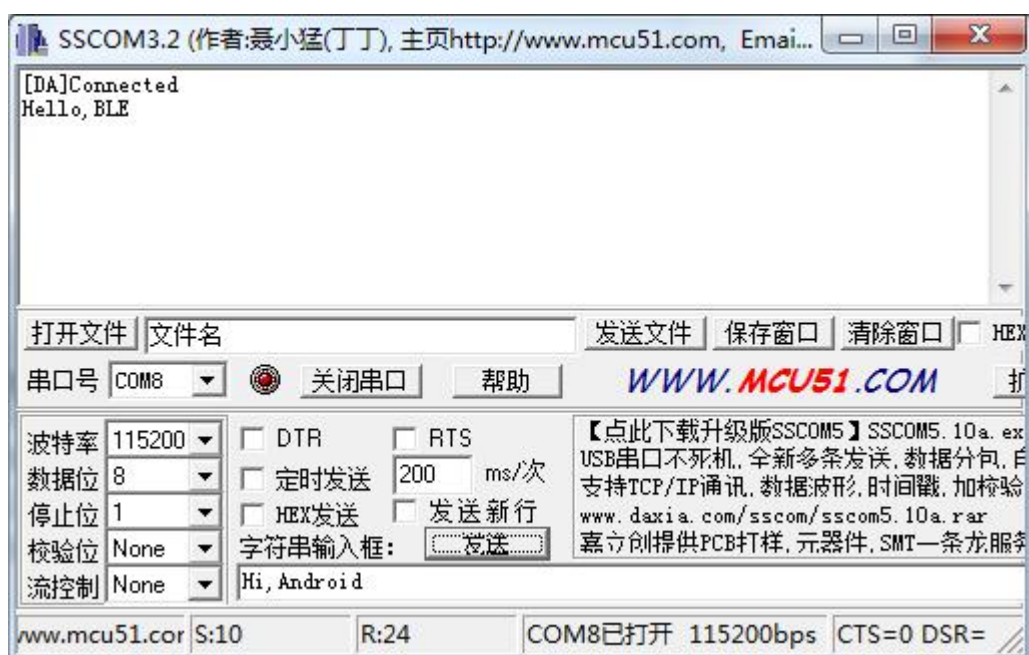 SSCOM3.2 (作者:聂小猛(丁丁), 主页http://www.mcu51.com, Emai...
[DA]Connected
Hello,BLE
打开文件 文件名 发送文件 保存窗口 清除窗口 HEX
串口号 COM8 关闭串口 帮助 WWW.MCU51.COM 扩
波特率 115200 DTR RTS
数据位 8 定时发送 200 ms/次
停止位 1 HEX发送 发送新行
校验位 None 字符串输入框: 发送
流控制 None Hi,Android
【点此下载升级版SSCOM5】SSCOM5.10a.ex
USB串口不死机,全新多条发送,数据分包,自
支持TCP/IP通讯,数据波形,时间戳,加校验
www.daxia.com/sscom/sscom5.10a.rar
嘉立创提供PCB打样,元器件,SMT一条龙服务
www.mcu51.cor S:10 R:24 COM8已打开 115200bps CTS=0 DSR=